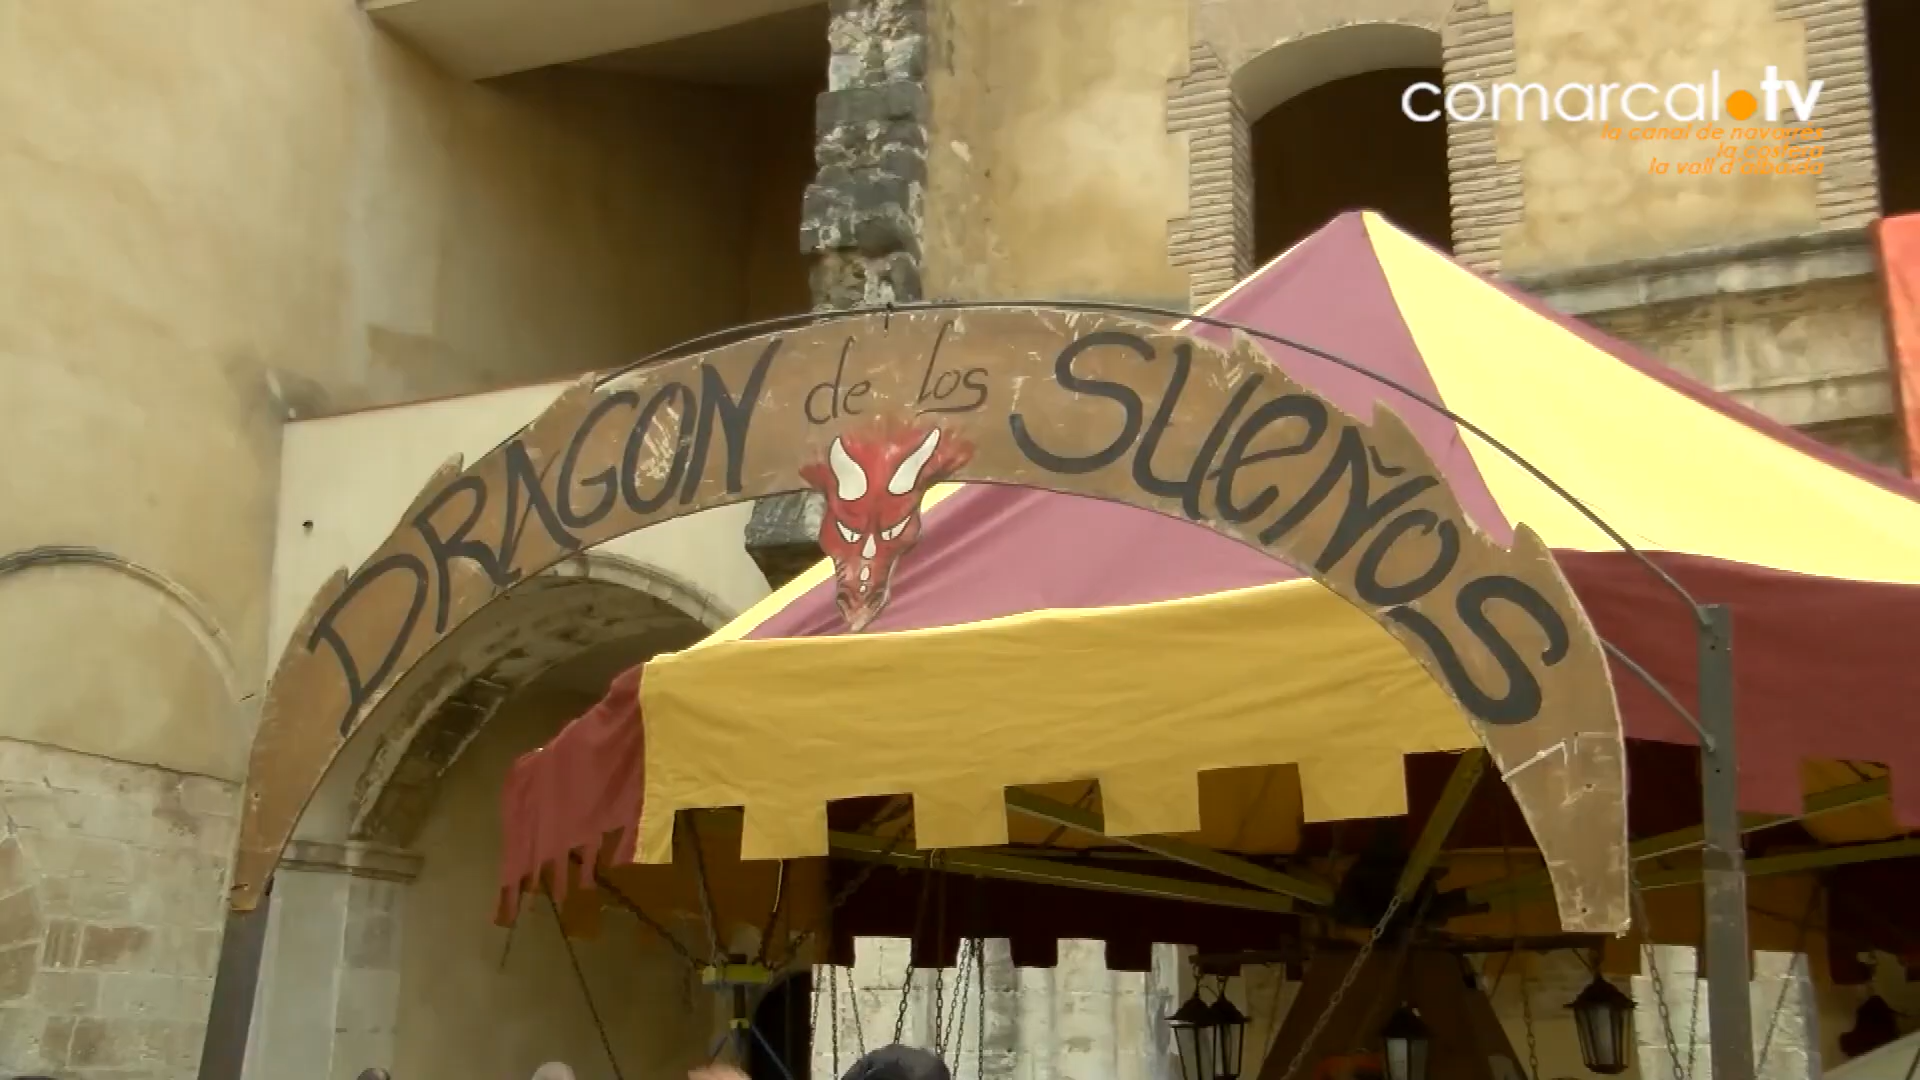 comarcal.tv
la canal de navarrés
la costera
la vall d'albaida
DRAGON de los SUEÑOS